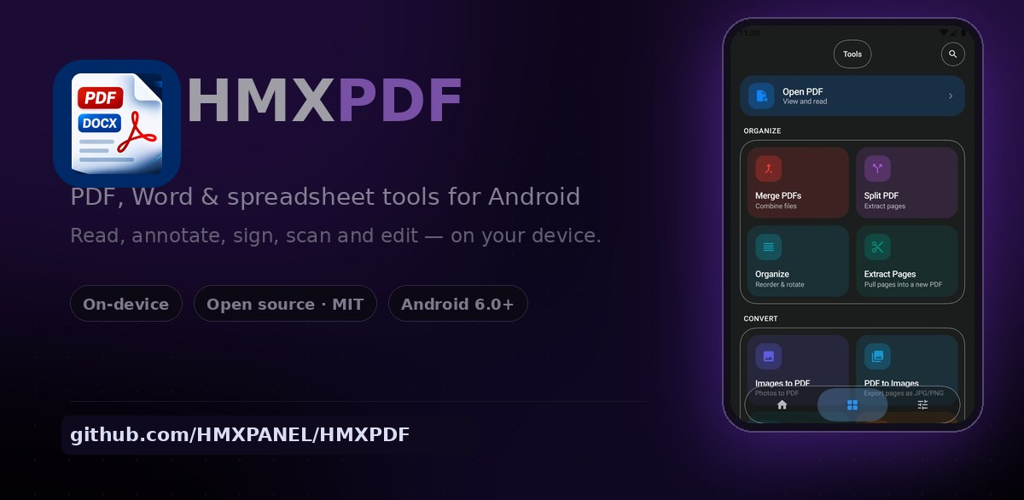 PDF
DOCX
HMXPDF
PDF, Word & spreadsheet tools for Android
Read, annotate, sign, scan and edit — on your device.
On-device
Open source · MIT
Android 6.0+
github.com/HMXPANEL/HMXPDF
11:30
Tools
Open PDF
View and read
ORGANIZE
Merge PDFs
Combine files
Split PDF
Extract pages
Organize
Reorder & rotate
Extract Pages
Pull pages into a new PDF
CONVERT
Images to PDF
Photos to PDF
PDF to Images
Export pages as JPG/PNG